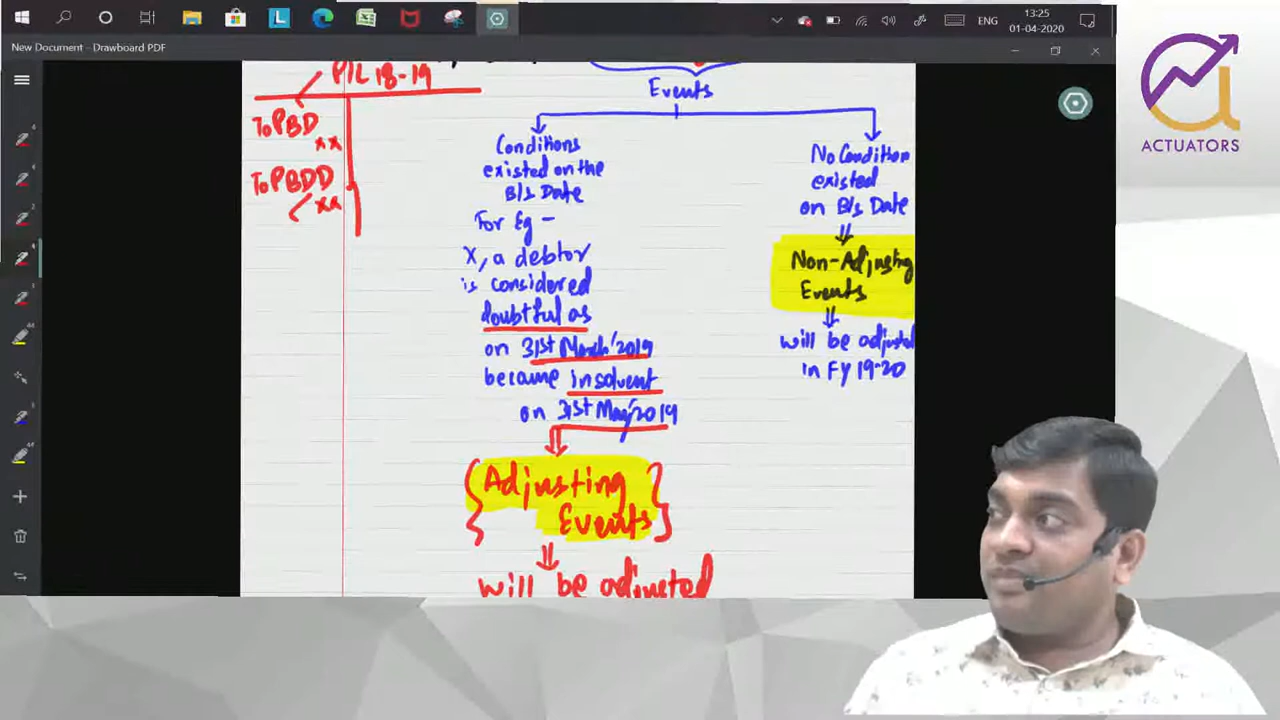 13:25
ENG
01-04-2020
New Document - Drawboard PDF
ACTUATORS
P/L 18-19
To PBD
xx
To PBDD
xx
Events
Conditions
existed on the
B/s Date
For Eg -
X, a debtor
is considered
doubtful as
on 31st March'2019
became insolvent
on 31st May'2019
{Adjusting
Events}
will be adjusted
No Condition
existed
on B/s Date
Non-Adjusting
Events
will be adjusted
in FY 19-20